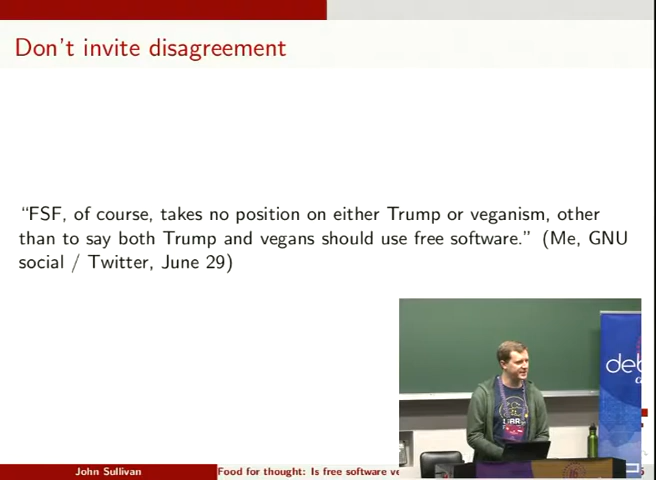 Don't invite disagreement
“FSF, of course, takes no position on either Trump or veganism, other
than to say both Trump and vegans should use free software.” (Me, GNU
social / Twitter, June 29)
deb
John Sullivan
Food for thought: Is free software ve